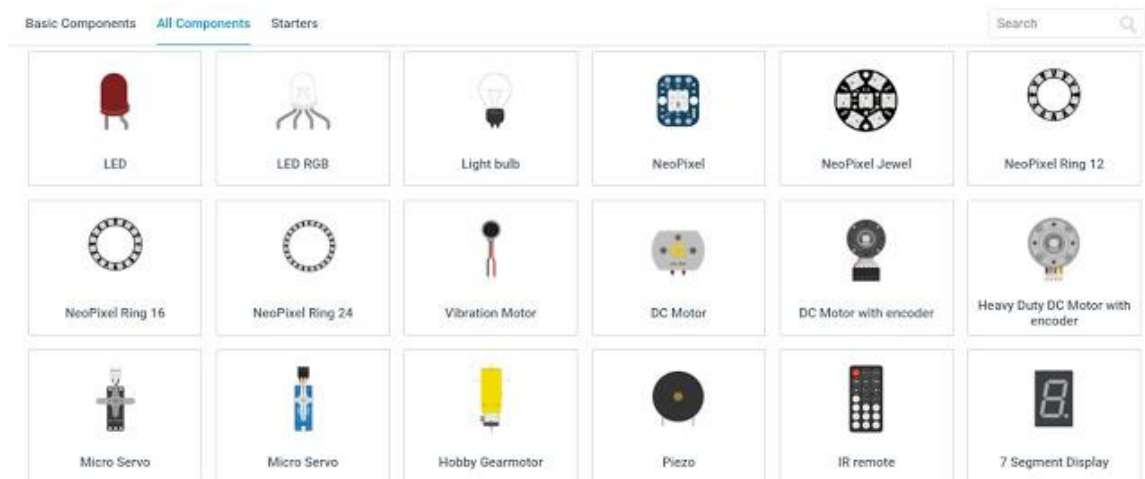 Basic Components All Components Starters Search
LED LED RGB Light bulb NeoPixel NeoPixel Jewel NeoPixel Ring 12
NeoPixel Ring 16 NeoPixel Ring 24 Vibration Motor DC Motor DC Motor with encoder Heavy Duty DC Motor with
encoder
Micro Servo Micro Servo Hobby Gearmotor Piezo IR remote 7 Segment Display